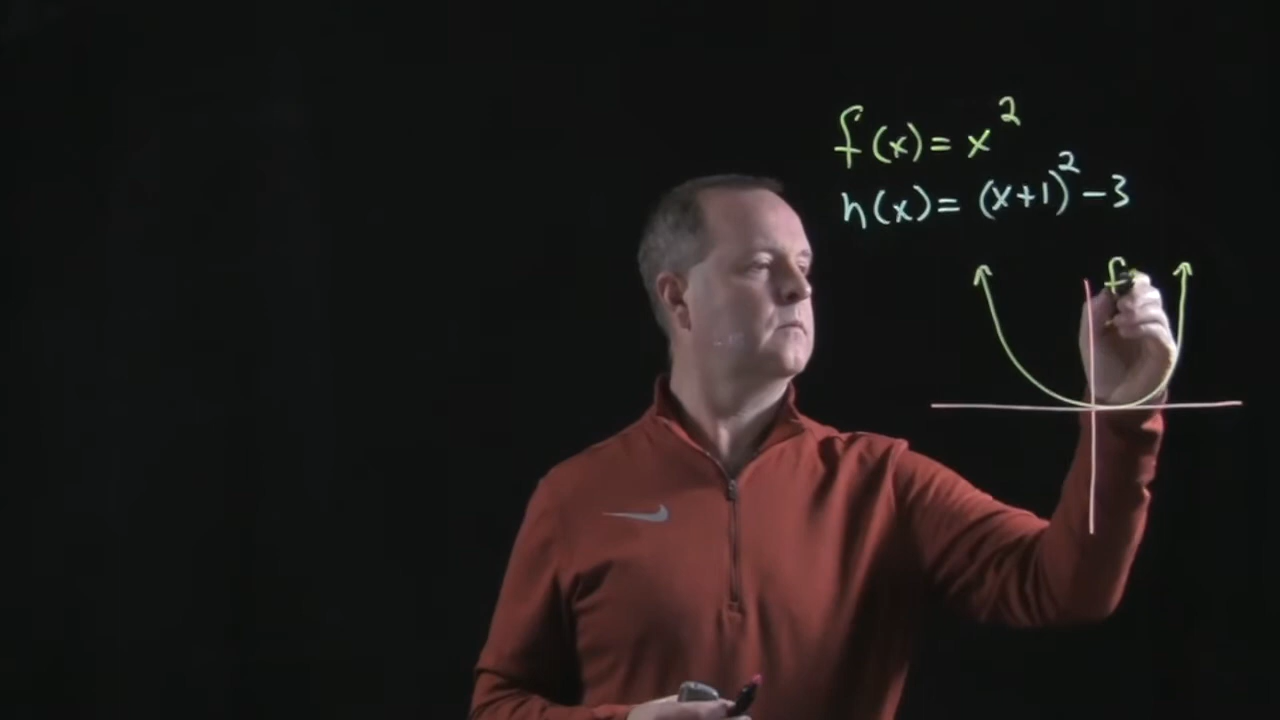 f(x) = x²
h(x) = (x+1)² - 3
f